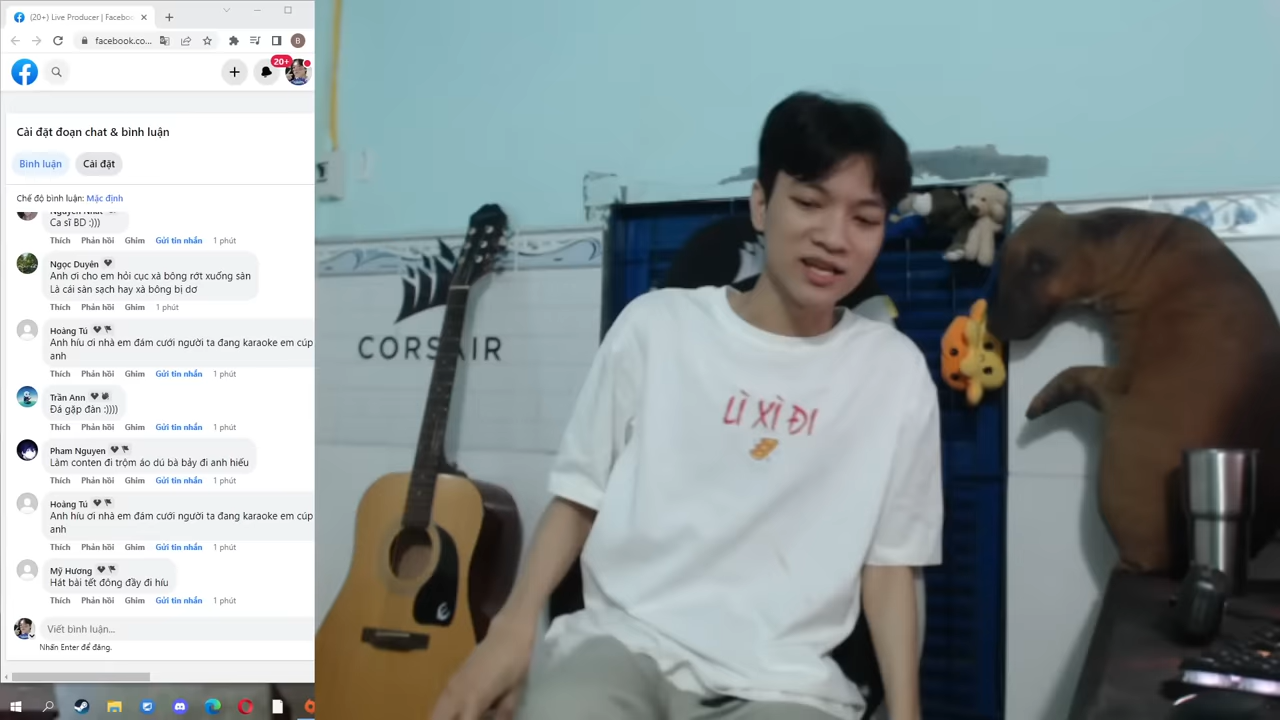 (20+) Live Producer | Facebo
facebook.co...
20+
B
Cài đặt đoạn chat & bình luận
Bình luận
Cài đặt
Chế độ bình luận: Mặc định
Nguyen Nhat
Ca sĩ BD :)))
Thích Phản hồi Ghim Gửi tin nhắn 1 phút
Ngọc Duyên
Anh ơi cho em hỏi cục xà bông rớt xuống sàn
Là cái sàn sạch hay xà bông bị dơ
Thích Phản hồi Ghim 1 phút
Hoàng Tú
Anh híu ơi nhà em đám cưới người ta đang karaoke em cúp
anh
Thích Phản hồi Ghim Gửi tin nhắn 1 phút
Trần Ann
Đá gặp đàn :))))
Thích Phản hồi Ghim Gửi tin nhắn 1 phút
Pham Nguyen
Làm conten đi trộm áo dú bà bảy đi anh hiếu
Thích Phản hồi Ghim Gửi tin nhắn 1 phút
Hoàng Tú
Anh híu ơi nhà em đám cưới người ta đang karaoke em cúp
anh
Thích Phản hồi Ghim Gửi tin nhắn 1 phút
Mỹ Hương
Hát bài tết đông đầy đi híu
Thích Phản hồi Ghim Gửi tin nhắn 1 phút
Viết bình luận...
Nhấn Enter để đăng.
CORSAIR
LÌ XÌ ĐI